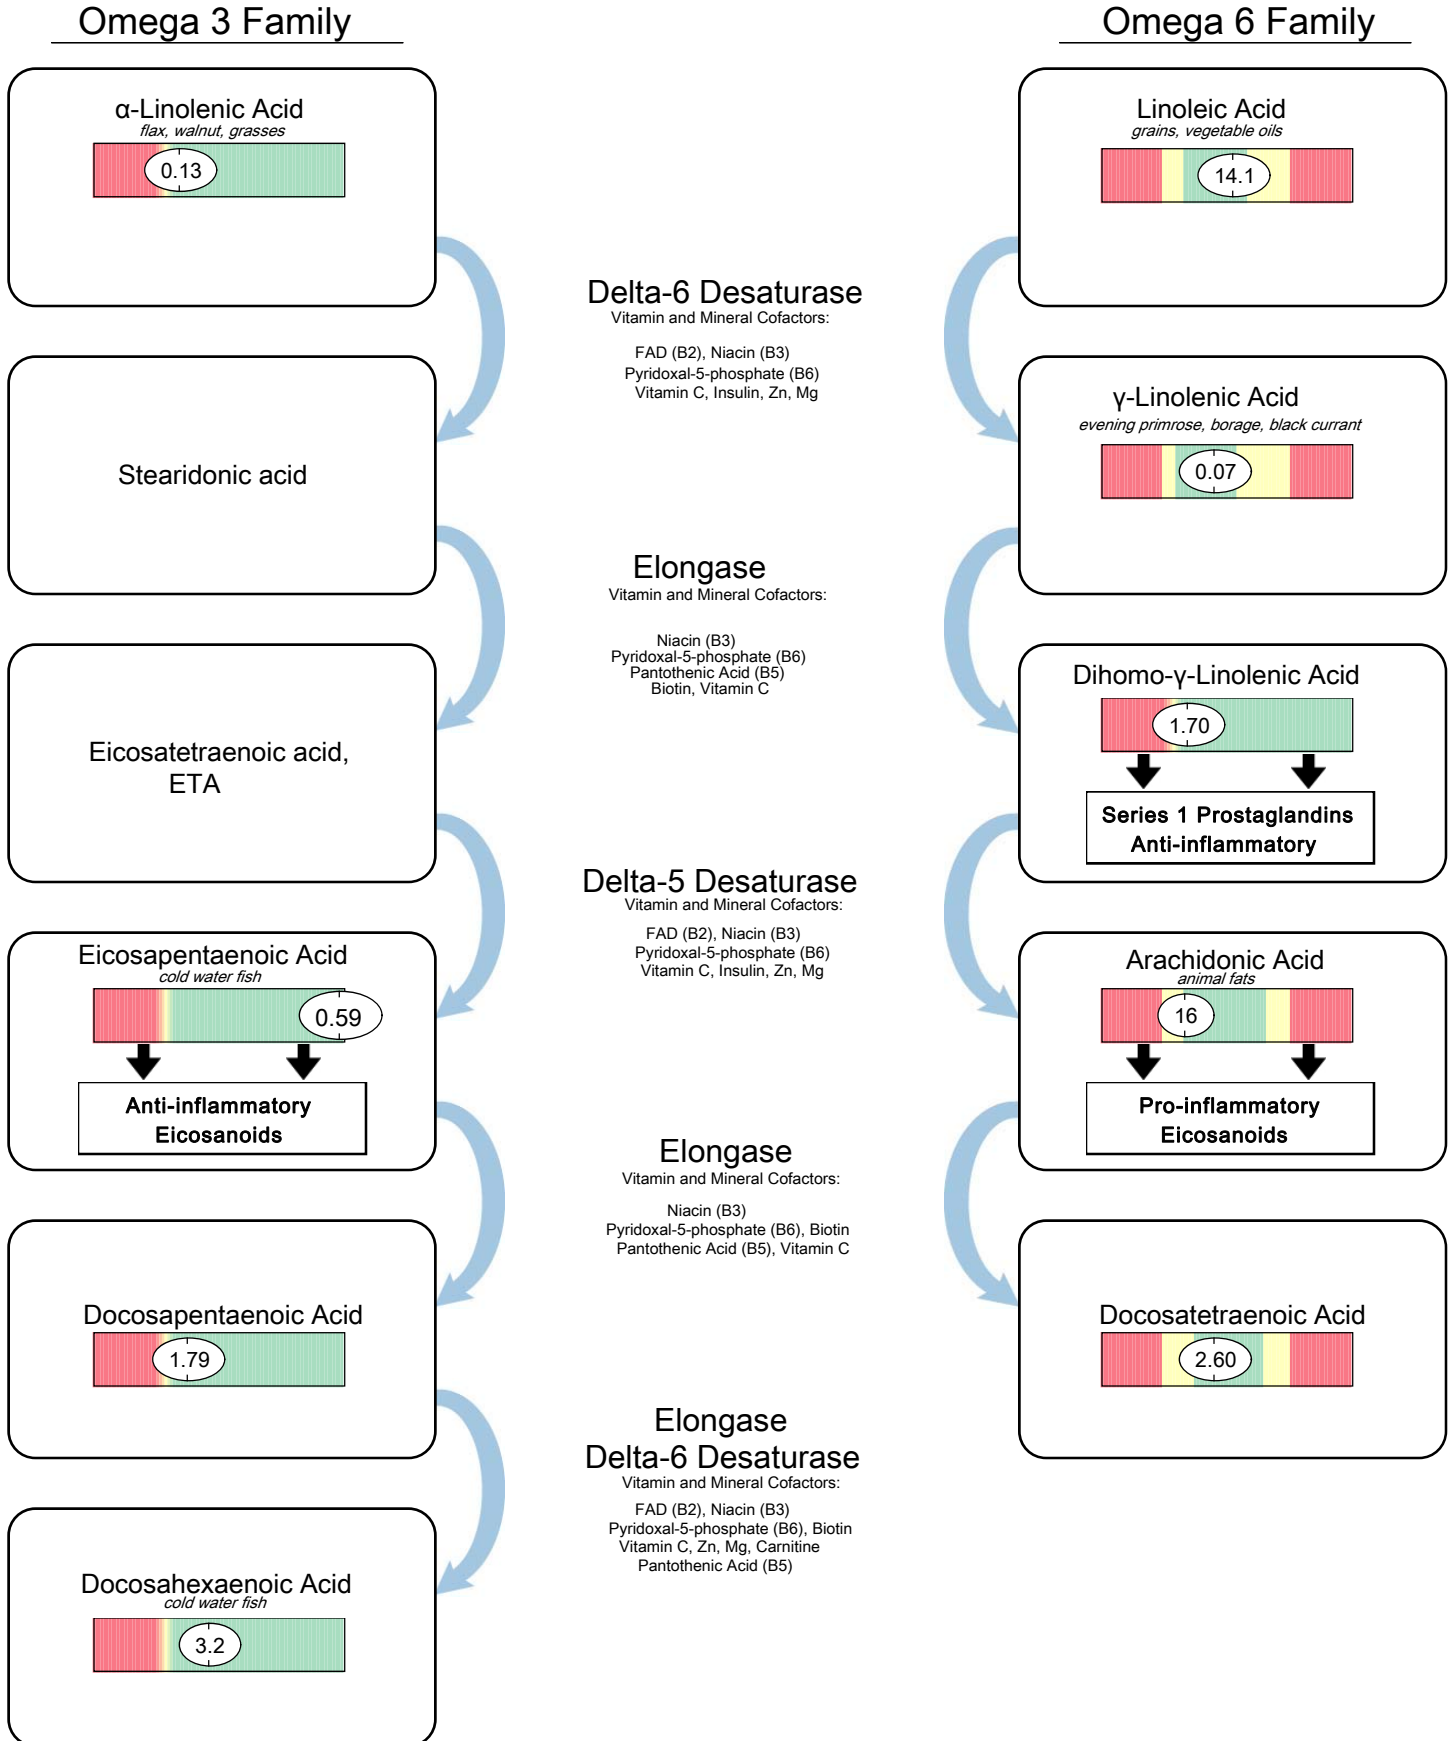 Omega 3 Family
Omega 6 Family
α-Linolenic Acid
flax, walnut, grasses
0.13
Linoleic Acid
grains, vegetable oils
14.1
Delta-6 Desaturase
Vitamin and Mineral Cofactors:
FAD (B2), Niacin (B3)
Pyridoxal-5-phosphate (B6)
Vitamin C, Insulin, Zn, Mg
Stearidonic acid
γ-Linolenic Acid
evening primrose, borage, black currant
0.07
Elongase
Vitamin and Mineral Cofactors:
Niacin (B3)
Pyridoxal-5-phosphate (B6)
Pantothenic Acid (B5)
Biotin, Vitamin C
Eicosatetraenoic acid,
ETA
Dihomo-γ-Linolenic Acid
1.70
Series 1 Prostaglandins
Anti-inflammatory
Delta-5 Desaturase
Vitamin and Mineral Cofactors:
FAD (B2), Niacin (B3)
Pyridoxal-5-phosphate (B6)
Vitamin C, Insulin, Zn, Mg
Eicosapentaenoic Acid
cold water fish
0.59
Anti-inflammatory
Eicosanoids
Arachidonic Acid
animal fats
16
Pro-inflammatory
Eicosanoids
Elongase
Vitamin and Mineral Cofactors:
Niacin (B3)
Pyridoxal-5-phosphate (B6), Biotin
Pantothenic Acid (B5), Vitamin C
Docosapentaenoic Acid
1.79
Docosatetraenoic Acid
2.60
Elongase
Delta-6 Desaturase
Vitamin and Mineral Cofactors:
FAD (B2), Niacin (B3)
Pyridoxal-5-phosphate (B6), Biotin
Vitamin C, Zn, Mg, Carnitine
Pantothenic Acid (B5)
Docosahexaenoic Acid
cold water fish
3.2